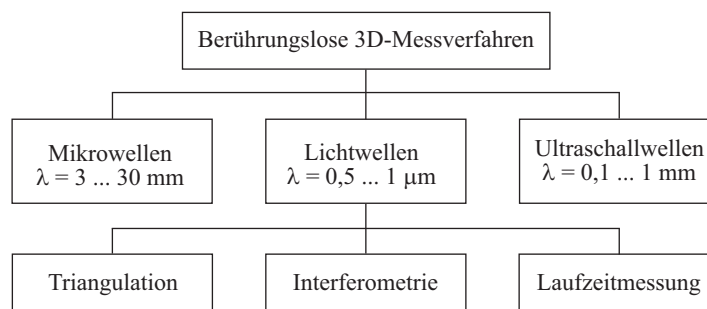 Berührungslose 3D-Messverfahren
Mikrowellen
λ = 3 ... 30 mm
Lichtwellen
λ = 0,5 ... 1 μm
Ultraschallwellen
λ = 0,1 ... 1 mm
Triangulation
Interferometrie
Laufzeitmessung